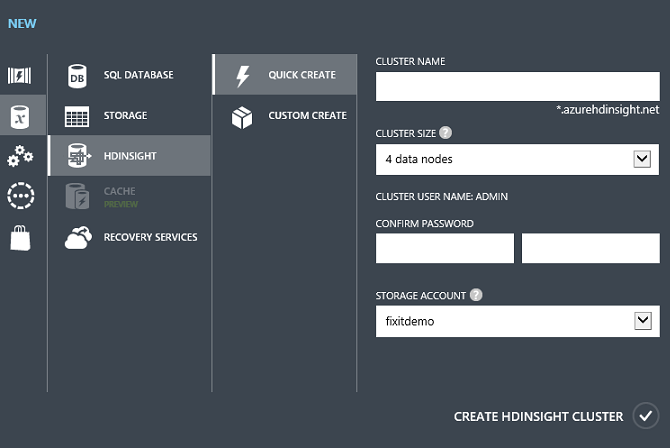 NEW
DB
SQL DATABASE
STORAGE
HDINSIGHT
CACHE
PREVIEW
RECOVERY SERVICES
QUICK CREATE
CUSTOM CREATE
CLUSTER NAME
*.azurehdinsight.net
CLUSTER SIZE ?
4 data nodes
CLUSTER USER NAME: ADMIN
CONFIRM PASSWORD
STORAGE ACCOUNT ?
fixitdemo
CREATE HDINSIGHT CLUSTER